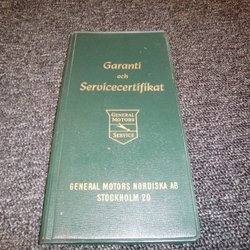 Garanti
och
Servicecertifikat
GENERAL
MOTORS
SERVICE
GENERAL MOTORS NORDISKA AB
STOCKHOLM 20